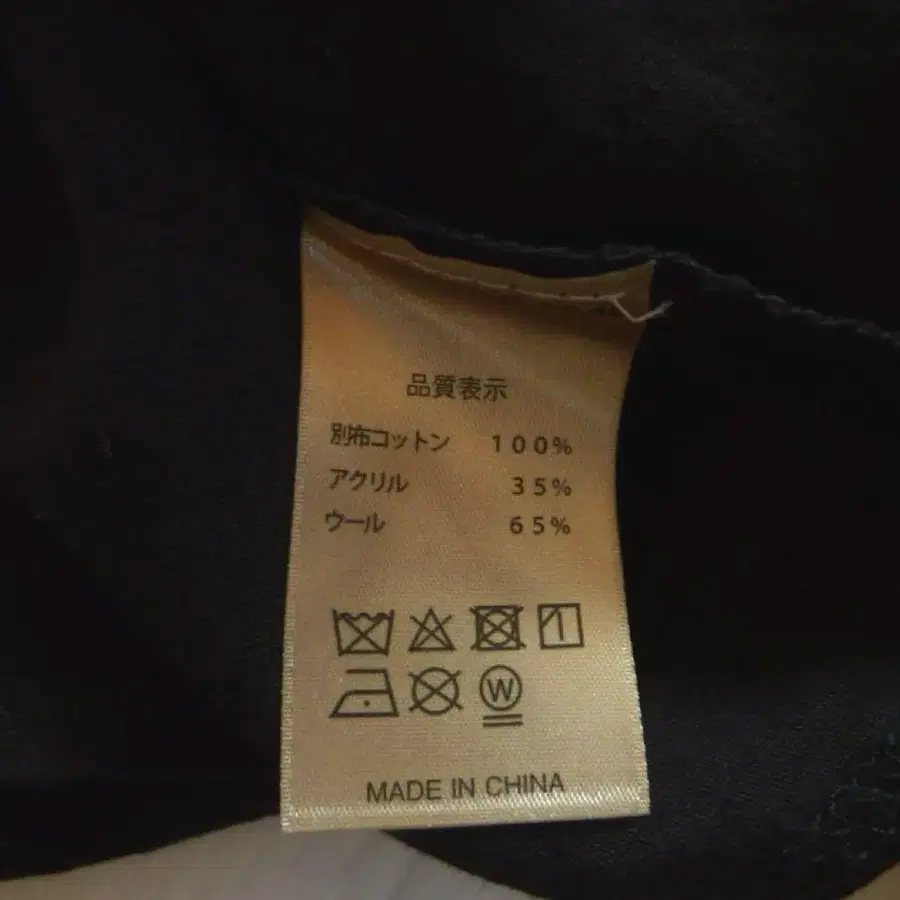 品質表示
別布コットン 100%
アクリル 35%
ウール 65%
W
MADE IN CHINA